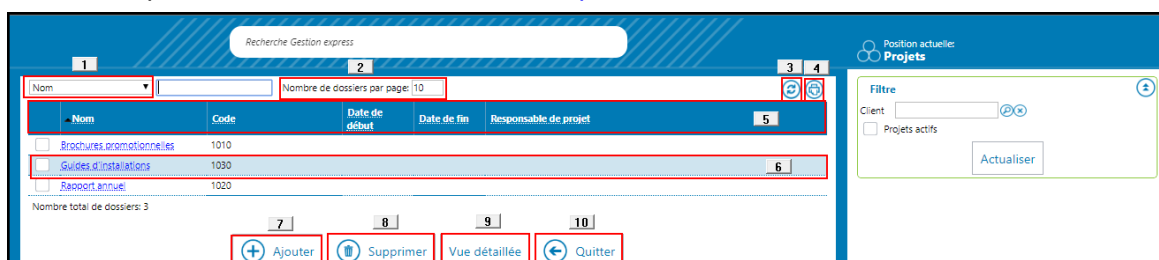 Recherche Gestion express
Position actuelle:
Projets
1
2
3 4
Nom
Nombre de dossiers par page: 10
Filtre
Client
Projets actifs
Actualiser
Nom Code Date de début Date de fin Responsable de projet 5
Brochures promotionnelles 1010
Guides d'installations 1030 6
Rapport annuel 1020
Nombre total de dossiers: 3
7 8 9 10
Ajouter Supprimer Vue détaillée Quitter